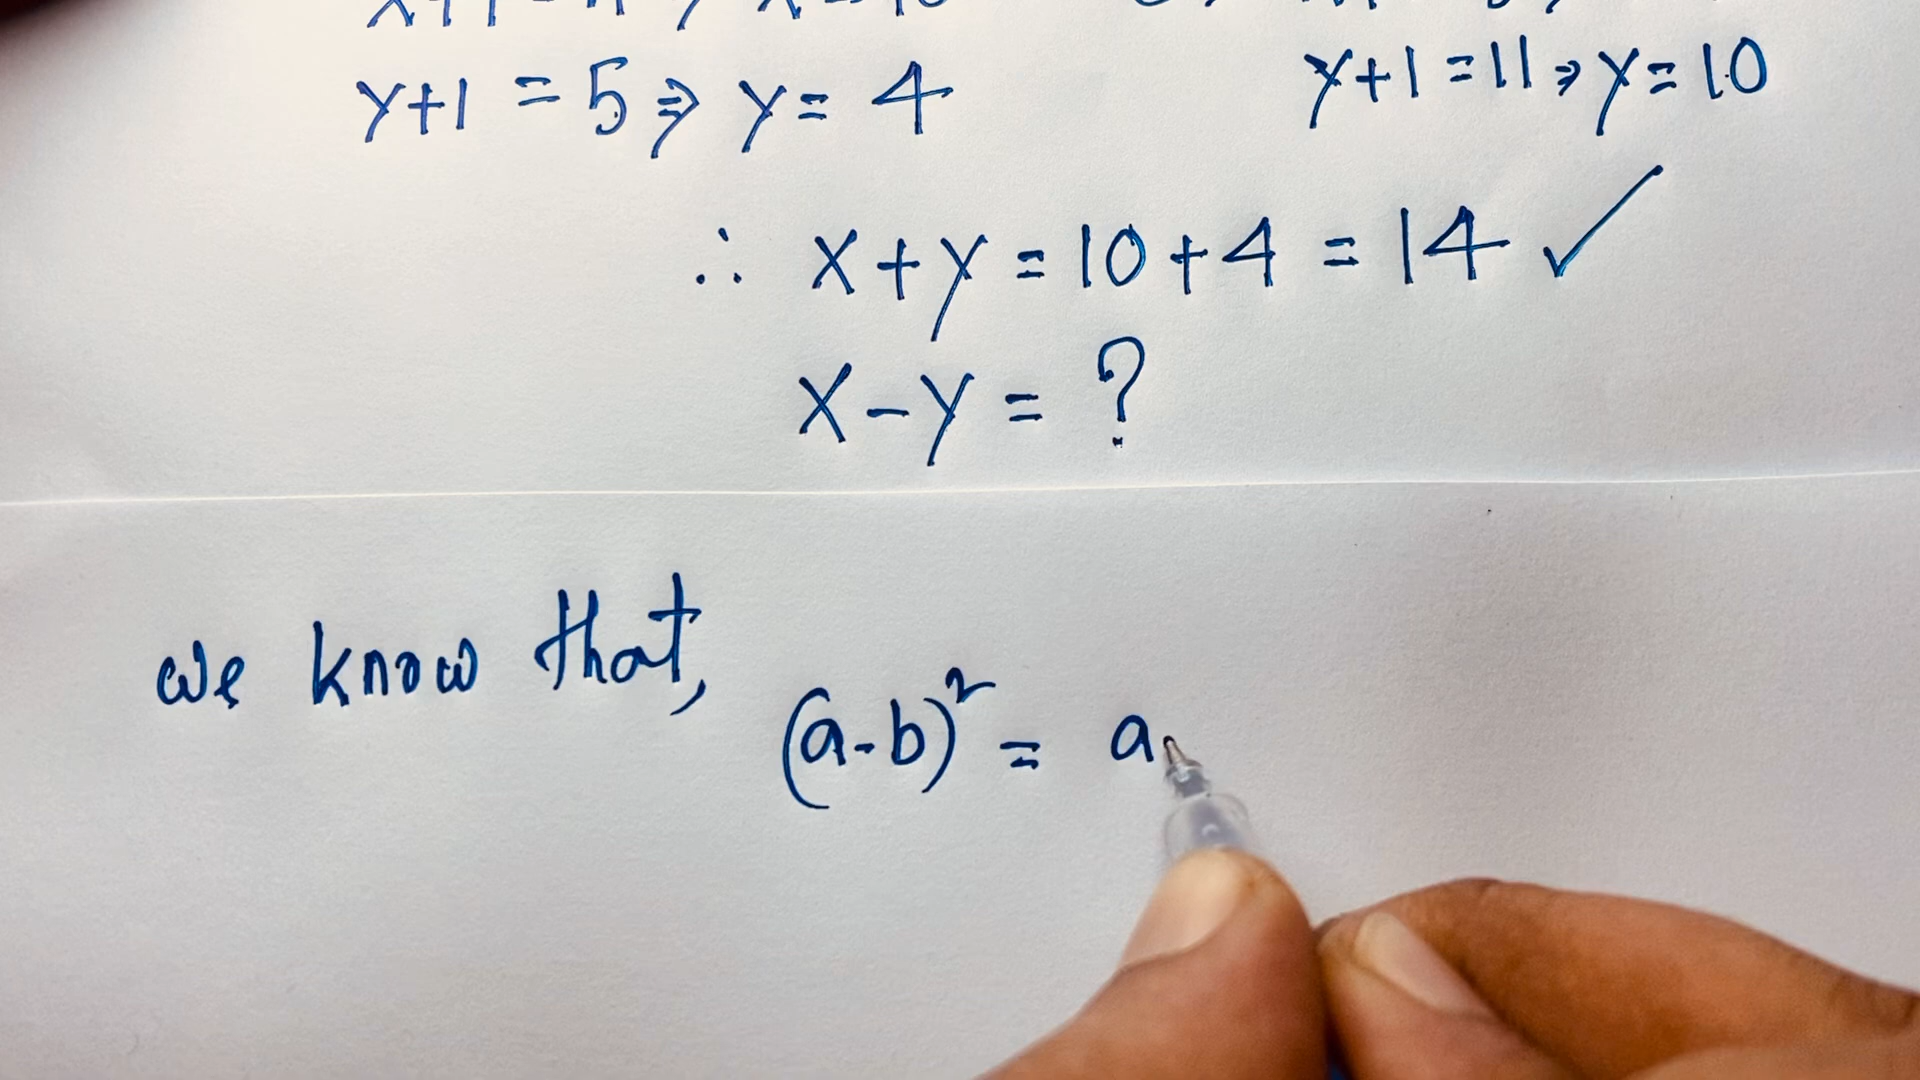 y+1 = 5 ⇒ y = 4
y+1 = 11 ⇒ y = 10
∴ x + y = 10 + 4 = 14 ✓
x - y = ?
we know that,
(a-b)² = a